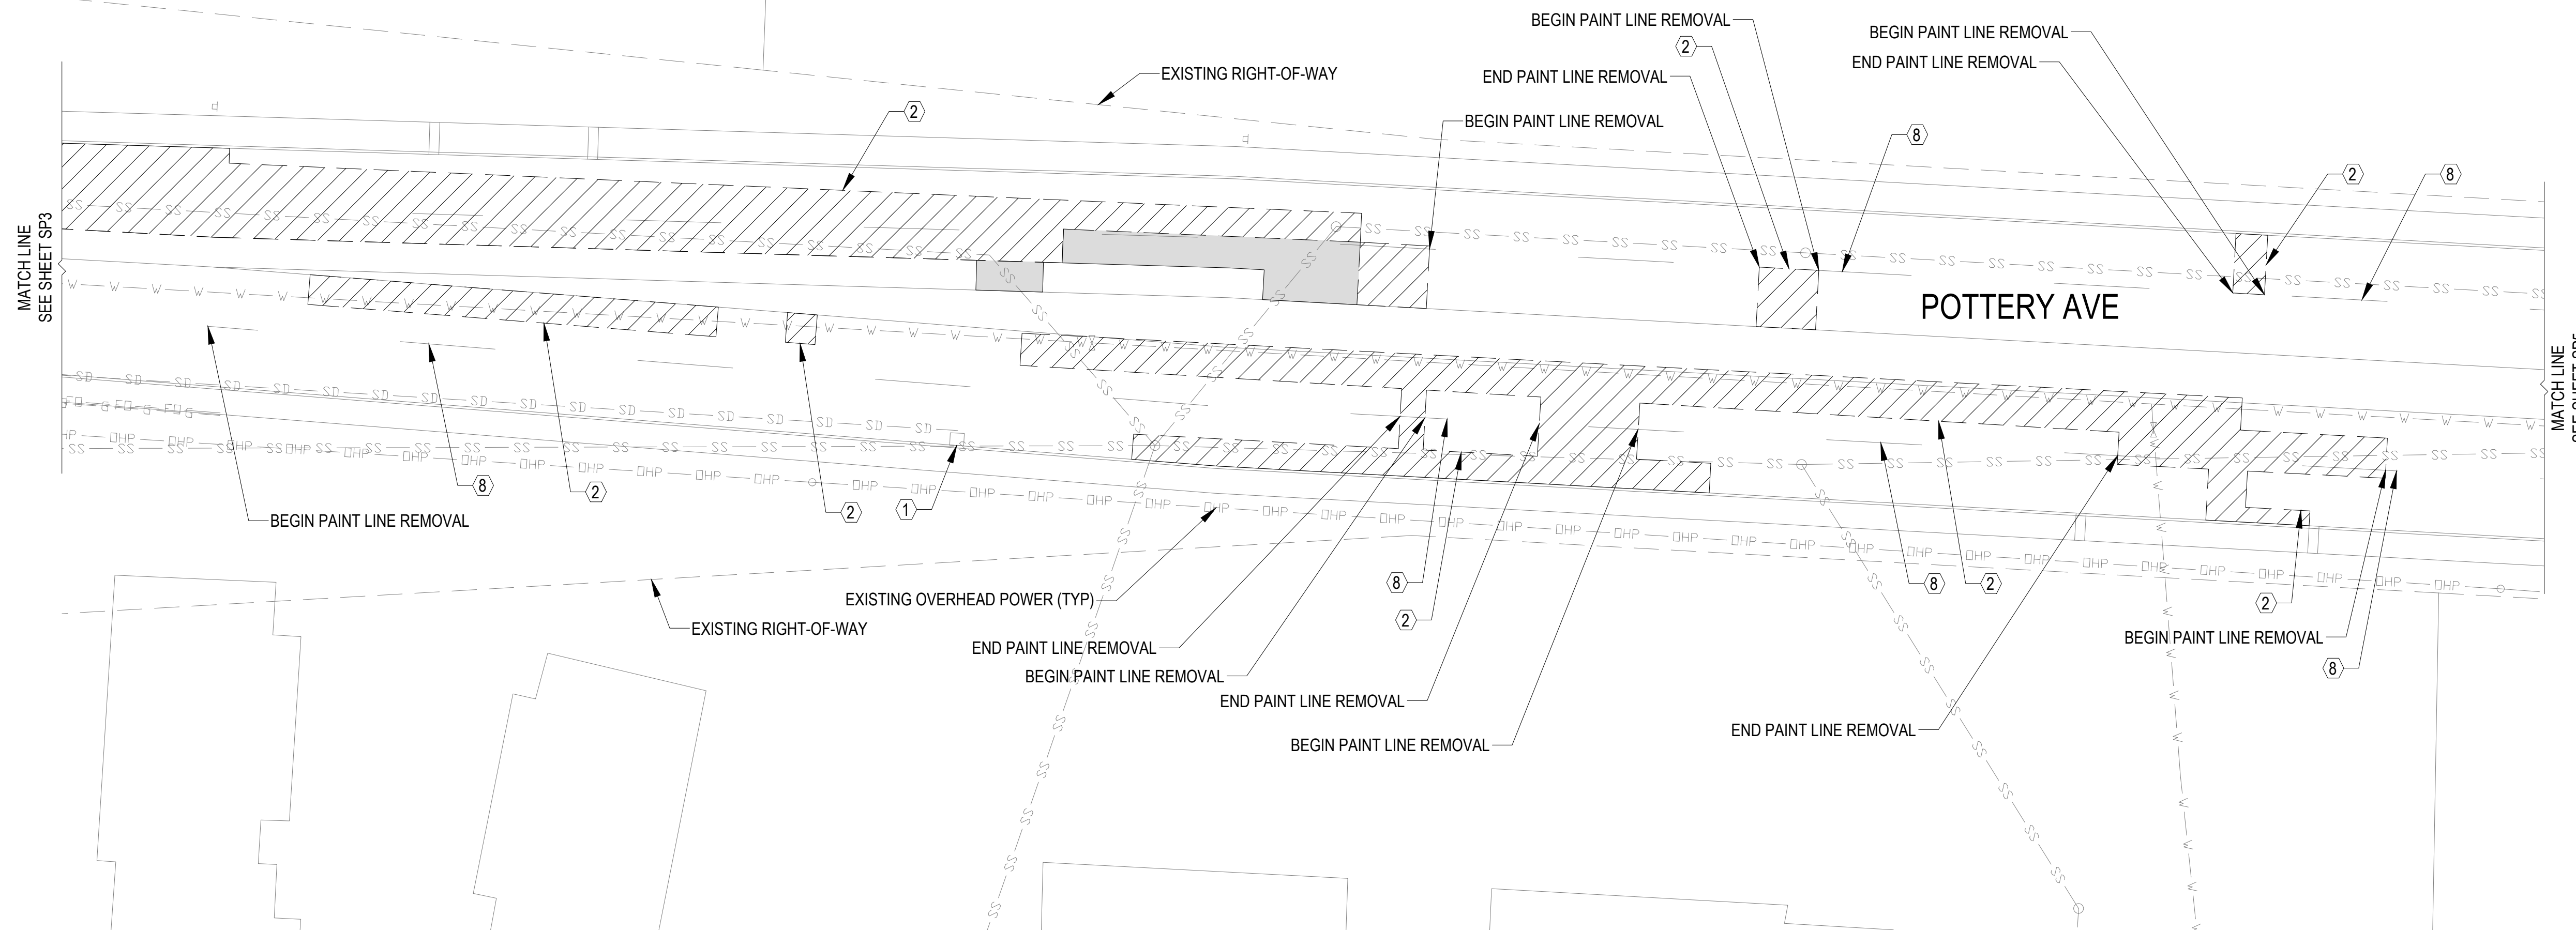 BEGIN PAINT LINE REMOVAL
2
BEGIN PAINT LINE REMOVAL
END PAINT LINE REMOVAL
EXISTING RIGHT-OF-WAY
END PAINT LINE REMOVAL
2
BEGIN PAINT LINE REMOVAL
8
2
8
MATCH LINE
SEE SHEET SP3
POTTERY AVE
MATCH LINE
8
2
2
1
BEGIN PAINT LINE REMOVAL
8
2
8
2
2
EXISTING OVERHEAD POWER (TYP)
EXISTING RIGHT-OF-WAY
END PAINT LINE REMOVAL
BEGIN PAINT LINE REMOVAL
BEGIN PAINT LINE REMOVAL
8
END PAINT LINE REMOVAL
END PAINT LINE REMOVAL
BEGIN PAINT LINE REMOVAL